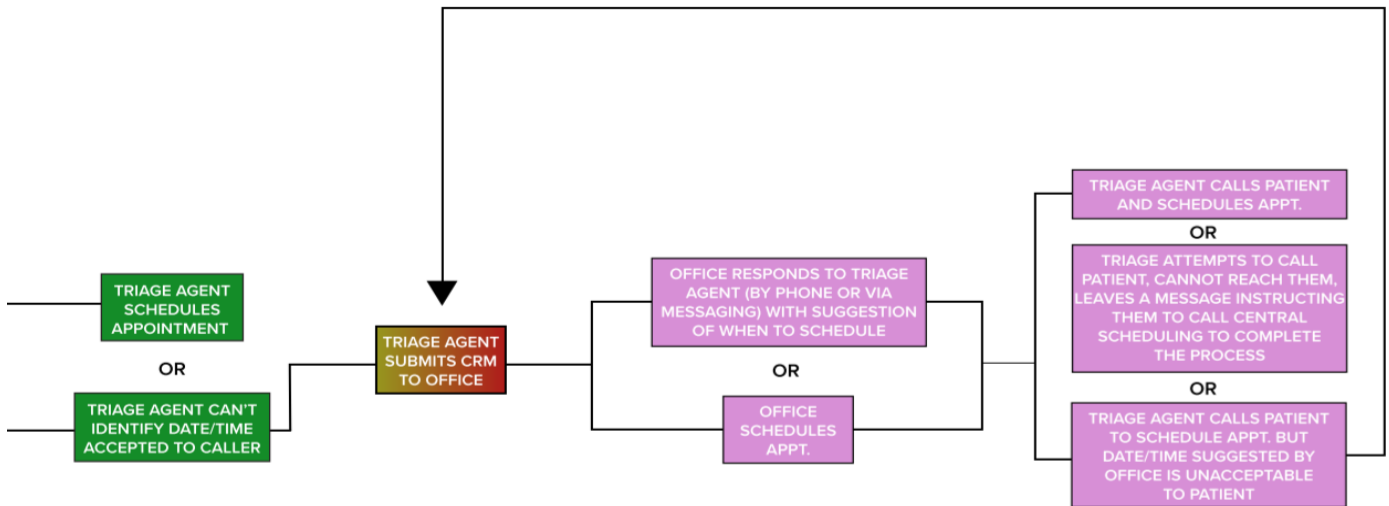 TRIAGE AGENT
SCHEDULES
APPOINTMENT
OR
TRIAGE AGENT CAN'T
IDENTIFY DATE/TIME
ACCEPTED TO CALLER
TRIAGE AGENT
SUBMITS CRM
TO OFFICE
OFFICE RESPONDS TO TRIAGE
AGENT (BY PHONE OR VIA
MESSAGING) WITH SUGGESTION
OF WHEN TO SCHEDULE
OR
OFFICE
SCHEDULES
APPT.
TRIAGE AGENT CALLS PATIENT
AND SCHEDULES APPT.
OR
TRIAGE ATTEMPTS TO CALL
PATIENT, CANNOT REACH THEM,
LEAVES A MESSAGE INSTRUCTING
THEM TO CALL CENTRAL
SCHEDULING TO COMPLETE
THE PROCESS
OR
TRIAGE AGENT CALLS PATIENT
TO SCHEDULE APPT. BUT
DATE/TIME SUGGESTED BY
OFFICE IS UNACCEPTABLE
TO PATIENT